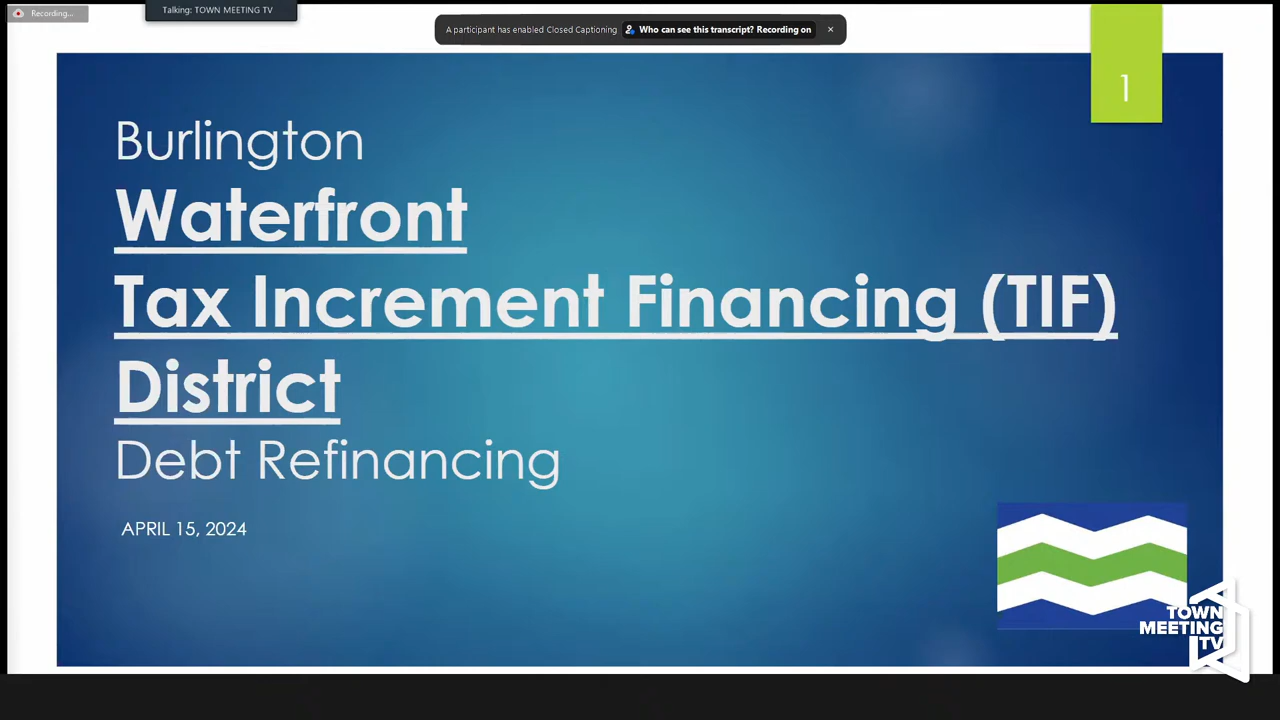 Recording...
Talking: TOWN MEETING TV
A participant has enabled Closed Captioning Who can see this transcript? Recording on
1
Burlington
Waterfront
Tax Increment Financing (TIF)
District
Debt Refinancing
APRIL 15, 2024
TOWN
MEETING
TV